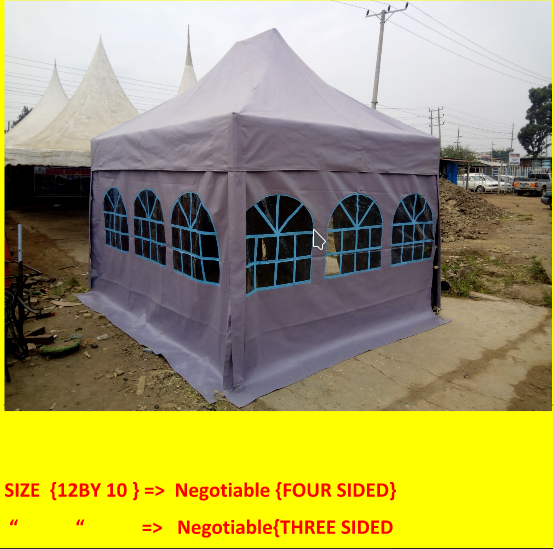 SIZE {12BY 10 } => Negotiable {FOUR SIDED}
“ “ => Negotiable{THREE SIDED